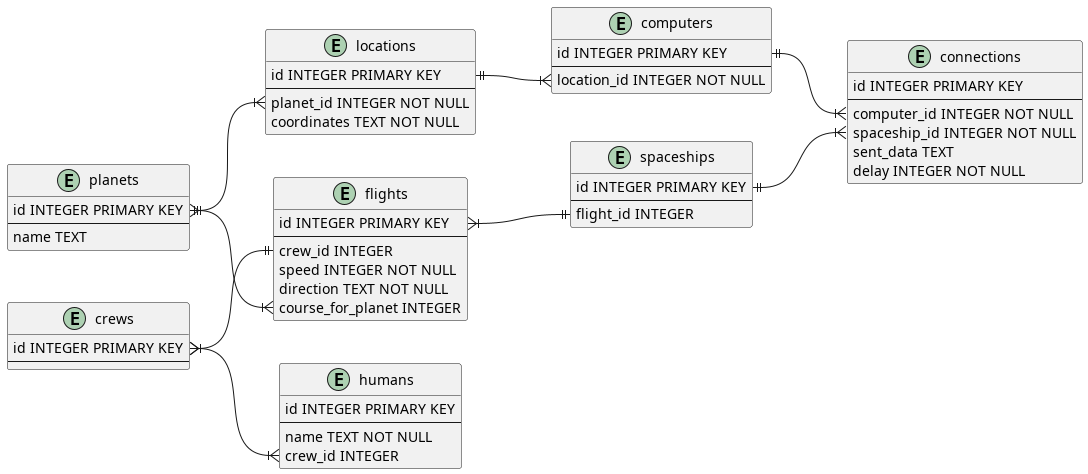 E planets
id INTEGER PRIMARY KEY
name TEXT
E crews
id INTEGER PRIMARY KEY
E locations
id INTEGER PRIMARY KEY
planet_id INTEGER NOT NULL
coordinates TEXT NOT NULL
E flights
id INTEGER PRIMARY KEY
crew_id INTEGER
speed INTEGER NOT NULL
direction TEXT NOT NULL
course_for_planet INTEGER
E humans
id INTEGER PRIMARY KEY
name TEXT NOT NULL
crew_id INTEGER
E computers
id INTEGER PRIMARY KEY
location_id INTEGER NOT NULL
E spaceships
id INTEGER PRIMARY KEY
flight_id INTEGER
E connections
id INTEGER PRIMARY KEY
computer_id INTEGER NOT NULL
spaceship_id INTEGER NOT NULL
sent_data TEXT
delay INTEGER NOT NULL